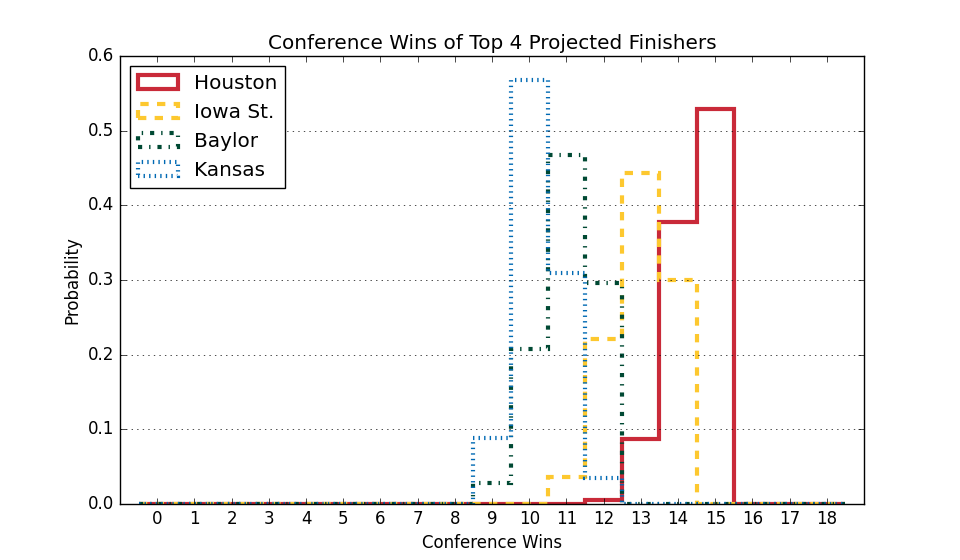 Conference Wins of Top 4 Projected Finishers
0.6
0.5
0.4
0.3
0.2
0.1
0.0
Probability
Houston
Iowa St.
Baylor
Kansas
0 1 2 3 4 5 6 7 8 9 10 11 12 13 14 15 16 17 18
Conference Wins